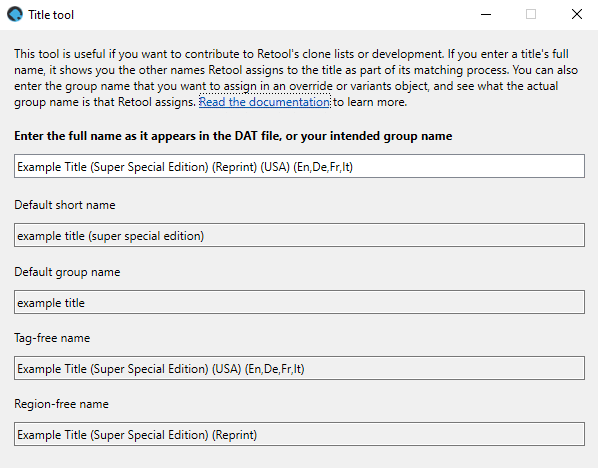 Title tool
This tool is useful if you want to contribute to Retool's clone lists or development. If you enter a title's full
name, it shows you the other names Retool assigns to the title as part of its matching process. You can also
enter the group name that you want to assign in an override or variants object, and see what the actual
group name is that Retool assigns. Read the documentation to learn more.
Enter the full name as it appears in the DAT file, or your intended group name
Example Title (Super Special Edition) (Reprint) (USA) (En,De,Fr,It)
Default short name
example title (super special edition)
Default group name
example title
Tag-free name
Example Title (Super Special Edition) (USA) (En,De,Fr,It)
Region-free name
Example Title (Super Special Edition) (Reprint)